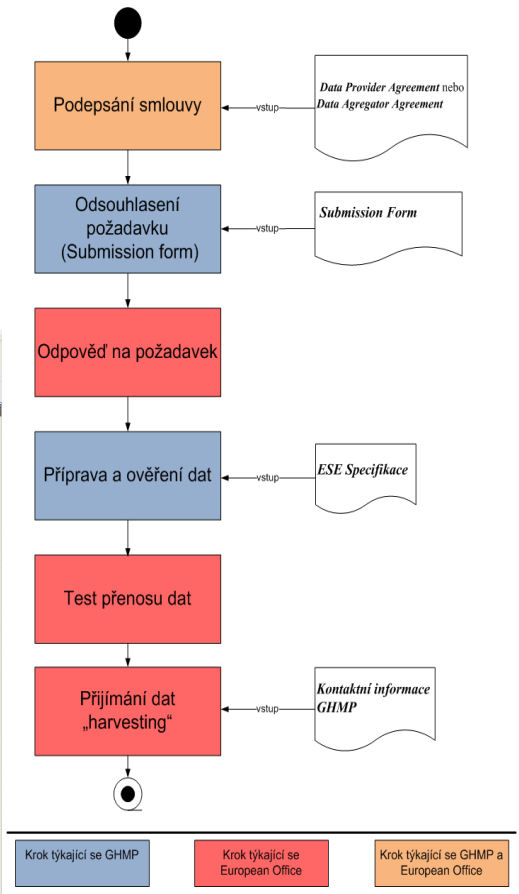 Podepsání smlouvy
vstup
Data Provider Agreement nebo
Data Agregator Agreement
Odsouhlasení
požadavku
(Submission form)
vstup
Submission Form
Odpověď na požadavek
Příprava a ověření dat
vstup
ESE Specifikace
Test přenosu dat
Přijímání dat
„harvesting“
vstup
Kontaktní informace
GHMP
Krok týkající se GHMP
Krok týkající se
European Office
Krok týkající se GHMP a
European Office